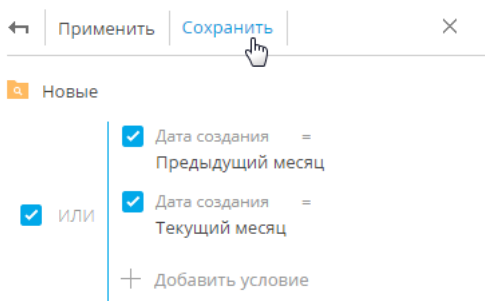 Применить Сохранить
Новые
Дата создания =
Предыдущий месяц
Дата создания =
ИЛИ
Текущий месяц
Добавить условие